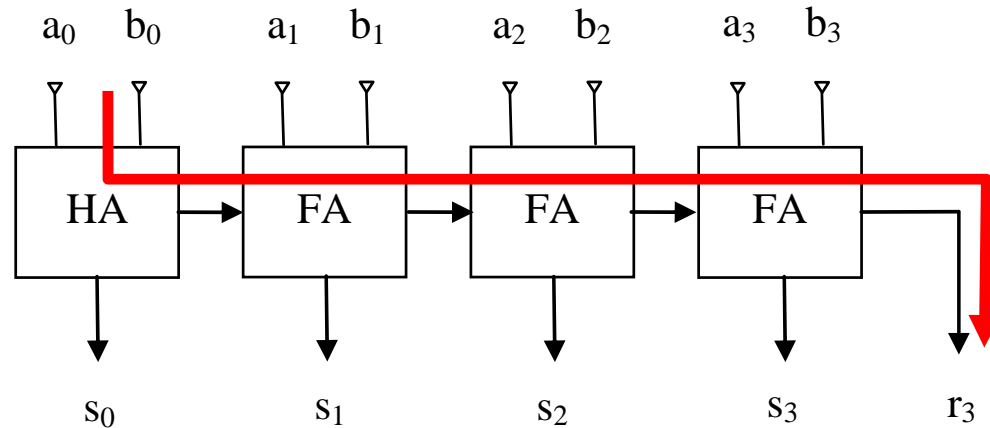 a₀ b₀ a₁ b₁ a₂ b₂ a₃ b₃
HA FA FA FA
s₀ s₁ s₂ s₃ r₃